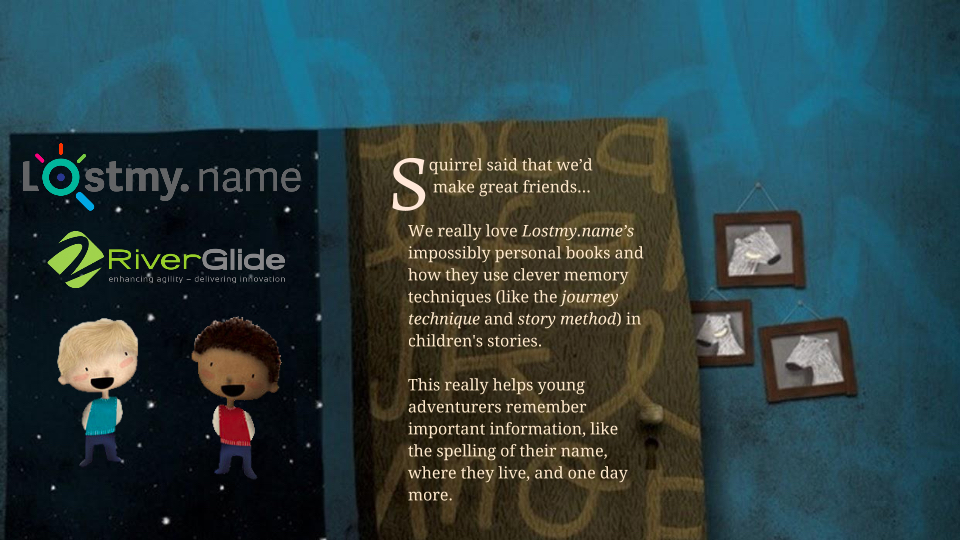 Lostmy.name
RiverGlide
enhancing agility – delivering innovation
Squirrel said that we’d
make great friends...
We really love Lostmy.name’s
impossibly personal books and
how they use clever memory
techniques (like the journey
technique and story method) in
children's stories.
This really helps young
adventurers remember
important information, like
the spelling of their name,
where they live, and one day
more.